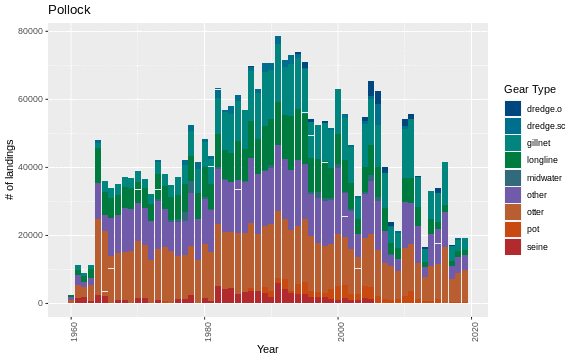 Pollock
# of landings
80000
60000
40000
20000
0
1960
1980
2000
2020
Year
Gear Type
dredge.o
dredge.sc
gillnet
longline
midwater
other
otter
pot
seine